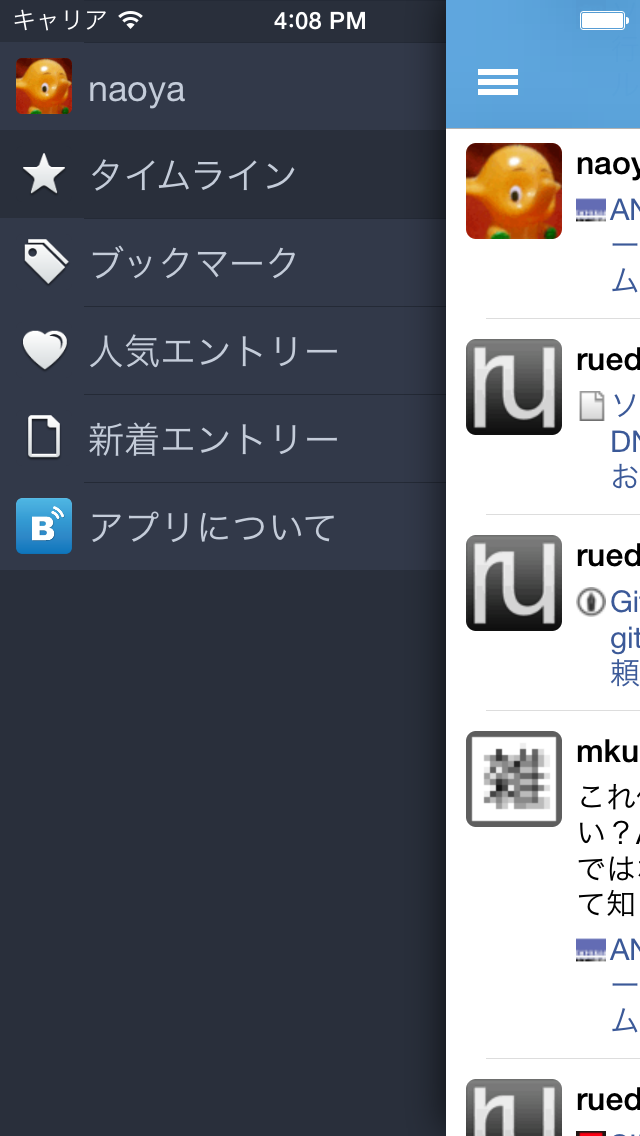 キャリア 4:08 PM
naoya
タイムライン
ブックマーク
人気エントリー
新着エントリー
B アプリについて
naoy
AN
ー
ム
rued
ソ
DN
お
rued
Gi
git
頼
mku
これ
い?
では
て知
AN
ー
ム
rued